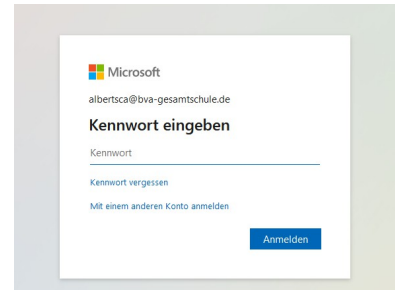 Microsoft
albertsca@bva-gesamtschule.de
Kennwort eingeben
Kennwort
Kennwort vergessen
Mit einem anderen Konto anmelden
Anmelden